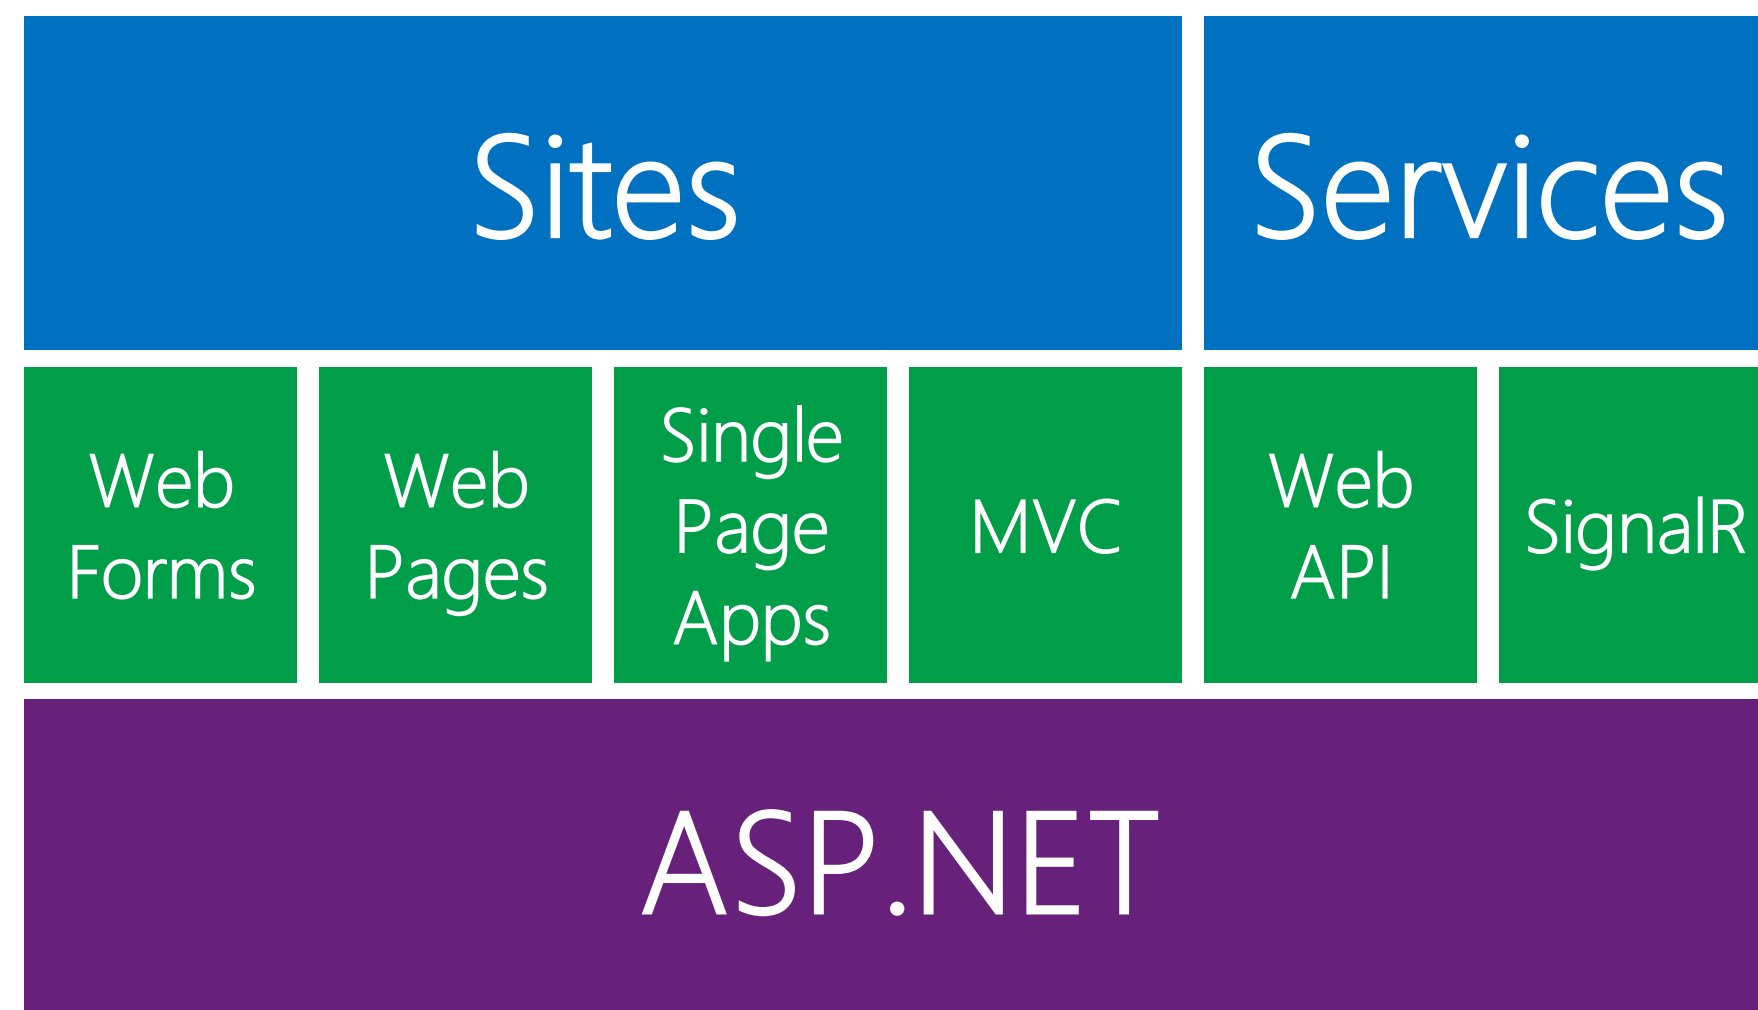 Sites
Services
Web
Forms
Web
Pages
Single
Page
Apps
MVC
Web
API
SignalR
ASP.NET